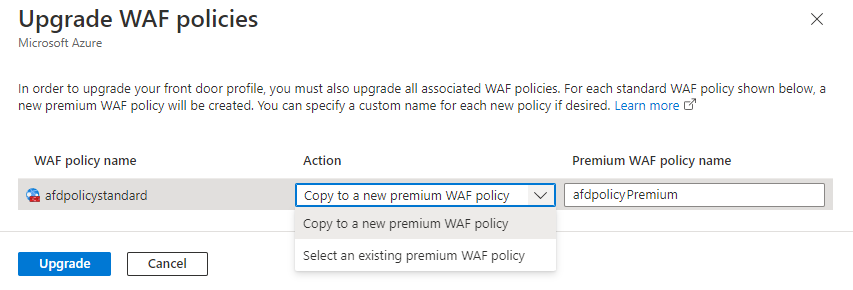 Upgrade WAF policies
Microsoft Azure
In order to upgrade your front door profile, you must also upgrade all associated WAF policies. For each standard WAF policy shown below, a
new premium WAF policy will be created. You can specify a custom name for each new policy if desired. Learn more
WAF policy name Action Premium WAF policy name
afdpolicystandard Copy to a new premium WAF policy afdpolicyPremium
Copy to a new premium WAF policy
Select an existing premium WAF policy
Upgrade Cancel